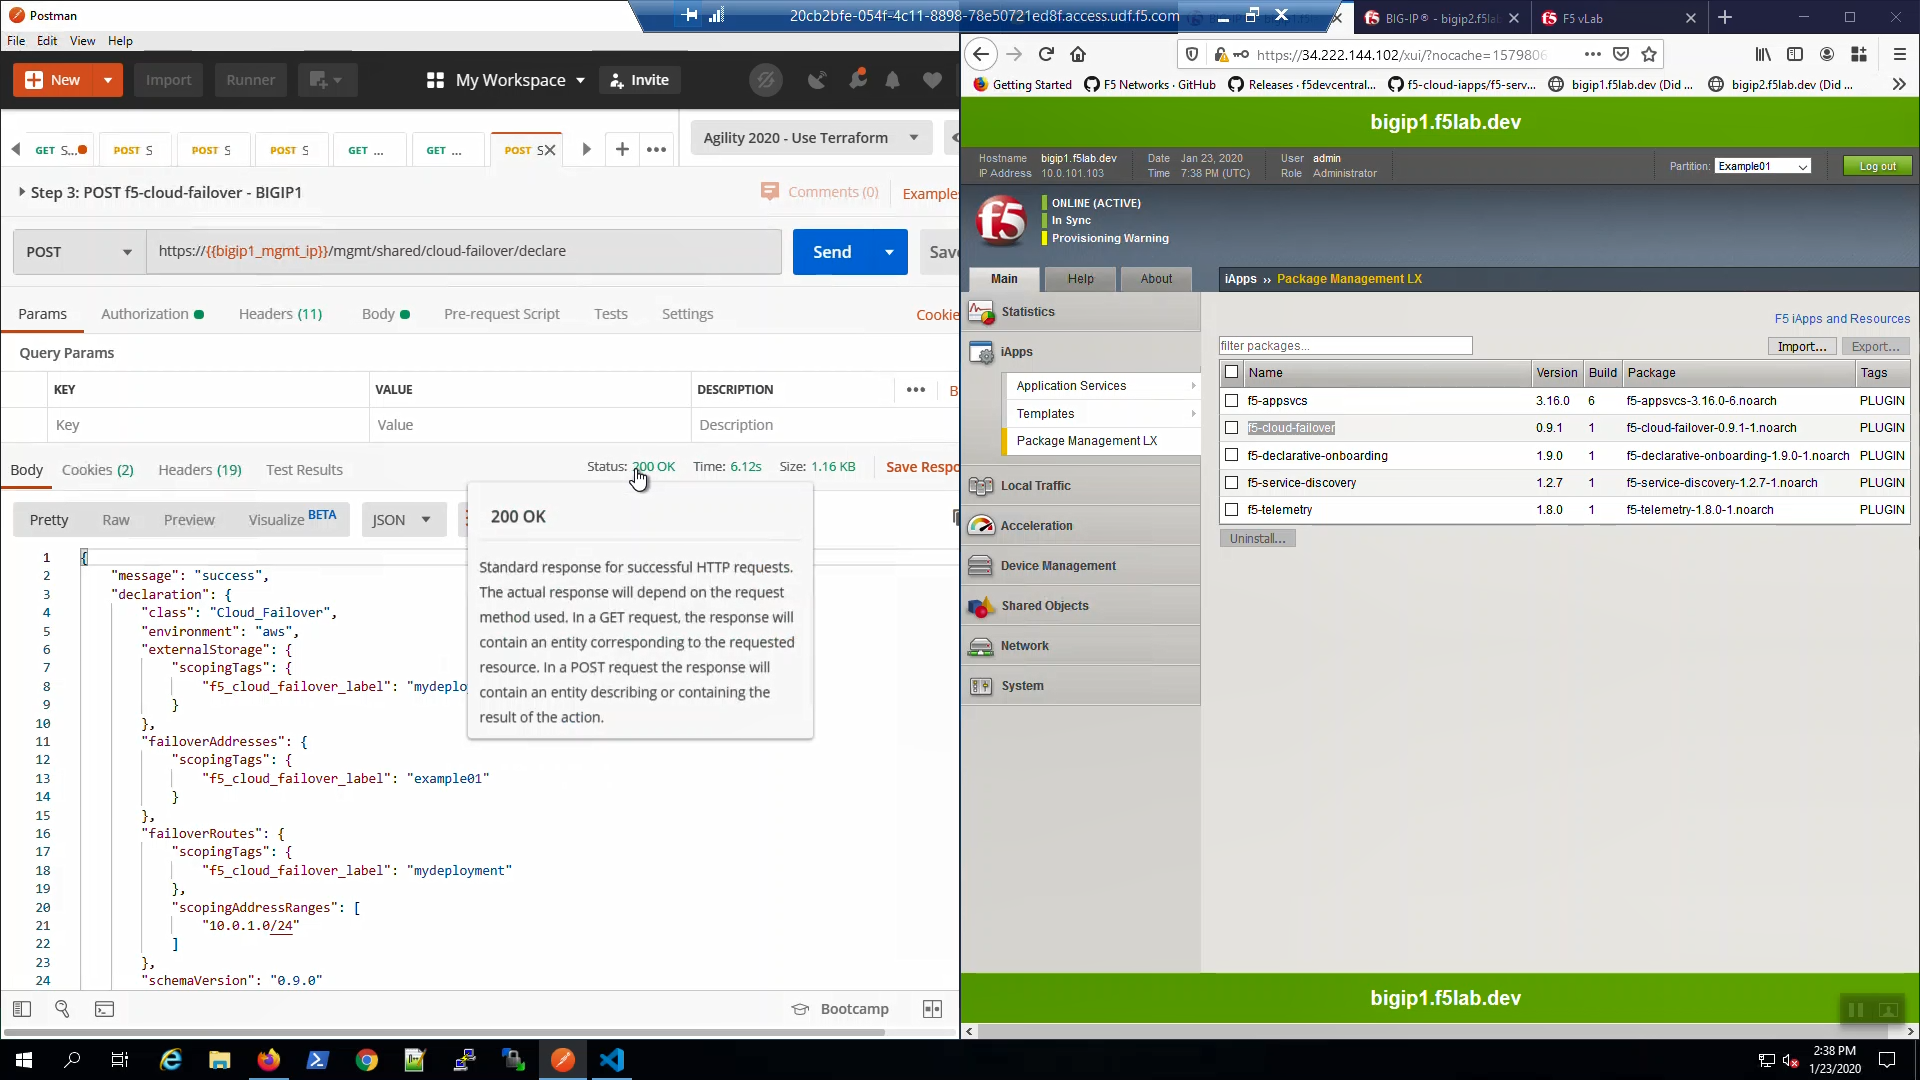 Postman
File Edit View Help
New
Import
Runner
My Workspace
Invite
GET S...
POST S
POST S
POST S
GET ...
GET ...
POST S
Agility 2020 - Use Terraform
Step 3: POST f5-cloud-failover - BIGIP1
Comments (0)
Examples
POST
https://{{bigip1_mgmt_ip}}/mgmt/shared/cloud-failover/declare
Send
Save
Params
Authorization
Headers (11)
Body
Pre-request Script
Tests
Settings
Cookie
Query Params
KEY
VALUE
DESCRIPTION
B
Key
Value
Description
Body
Cookies (2)
Headers (19)
Test Results
Status: 200 OK
Time: 6.12s
Size: 1.16 KB
Save Respo
Pretty
Raw
Preview
Visualize BETA
JSON
200 OK
Standard response for successful HTTP requests.
The actual response will depend on the request
method used. In a GET request, the response will
contain an entity corresponding to the requested
resource. In a POST request the response will
contain an entity describing or containing the
result of the action.
1 {
2 "message": "success",
3 "declaration": {
4 "class": "Cloud_Failover",
5 "environment": "aws",
6 "externalStorage": {
7 "scopingTags": {
8 "f5_cloud_failover_label": "mydeplo
9 }
10 },
11 "failoverAddresses": {
12 "scopingTags": {
13 "f5_cloud_failover_label": "example01"
14 }
15 },
16 "failoverRoutes": {
17 "scopingTags": {
18 "f5_cloud_failover_label": "mydeployment"
19 },
20 "scopingAddressRanges": [
21 "10.0.1.0/24"
22 ]
23 },
24 "schemaVersion": "0.9.0"
Bootcamp
20cb2bfe-054f-4c11-8898-78e50721ed8f.access.udf.f5.com
BIG-IP® - bigip2.f5lab
F5 vLab
https://34.222.144.102/xui/?nocache=1579806
Getting Started
F5 Networks · GitHub
Releases · f5devcentral...
f5-cloud-iapps/f5-serv...
bigip1.f5lab.dev (Did ...
bigip2.f5lab.dev (Did ...
bigip1.f5lab.dev
Hostname bigip1.f5lab.dev
IP Address 10.0.101.103
Date Jan 23, 2020
Time 7:38 PM (UTC)
User admin
Role Administrator
Partition: Example01
Log out
f5
ONLINE (ACTIVE)
In Sync
Provisioning Warning
Main
Help
About
iApps ›› Package Management LX
Statistics
iApps
Application Services
Templates
Package Management LX
Local Traffic
Acceleration
Device Management
Shared Objects
Network
System
F5 iApps and Resources
filter packages...
Import...
Export...
Name Version Build Package Tags
f5-appsvcs 3.16.0 6 f5-appsvcs-3.16.0-6.noarch PLUGIN
f5-cloud-failover 0.9.1 1 f5-cloud-failover-0.9.1-1.noarch PLUGIN
f5-declarative-onboarding 1.9.0 1 f5-declarative-onboarding-1.9.0-1.noarch PLUGIN
f5-service-discovery 1.2.7 1 f5-service-discovery-1.2.7-1.noarch PLUGIN
f5-telemetry 1.8.0 1 f5-telemetry-1.8.0-1.noarch PLUGIN
Uninstall...
bigip1.f5lab.dev
2:38 PM
1/23/2020